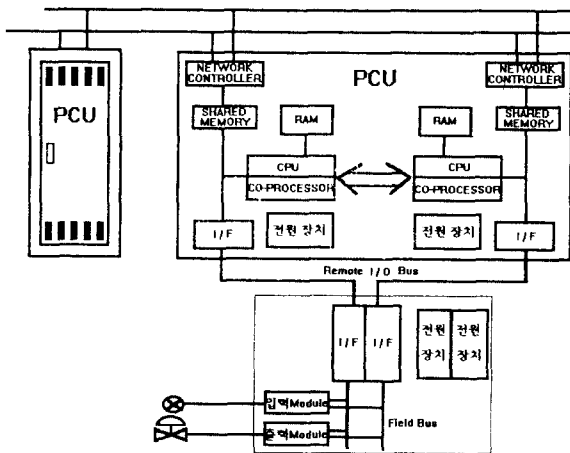 NETWORK
CONTROLLER
PCU
NETWORK
CONTROLLER
PCU
SHARED
MEMORY
RAM
RAM
SHARED
MEMORY
CPU
CO-PROCESSOR
CPU
CO-PROCESSOR
I/F
전원 장치
전원 장치
I/F
Remote I/O Bus
I/F
I/F
전원
장치
전원
장치
입력Module
Field Bus
출력Module